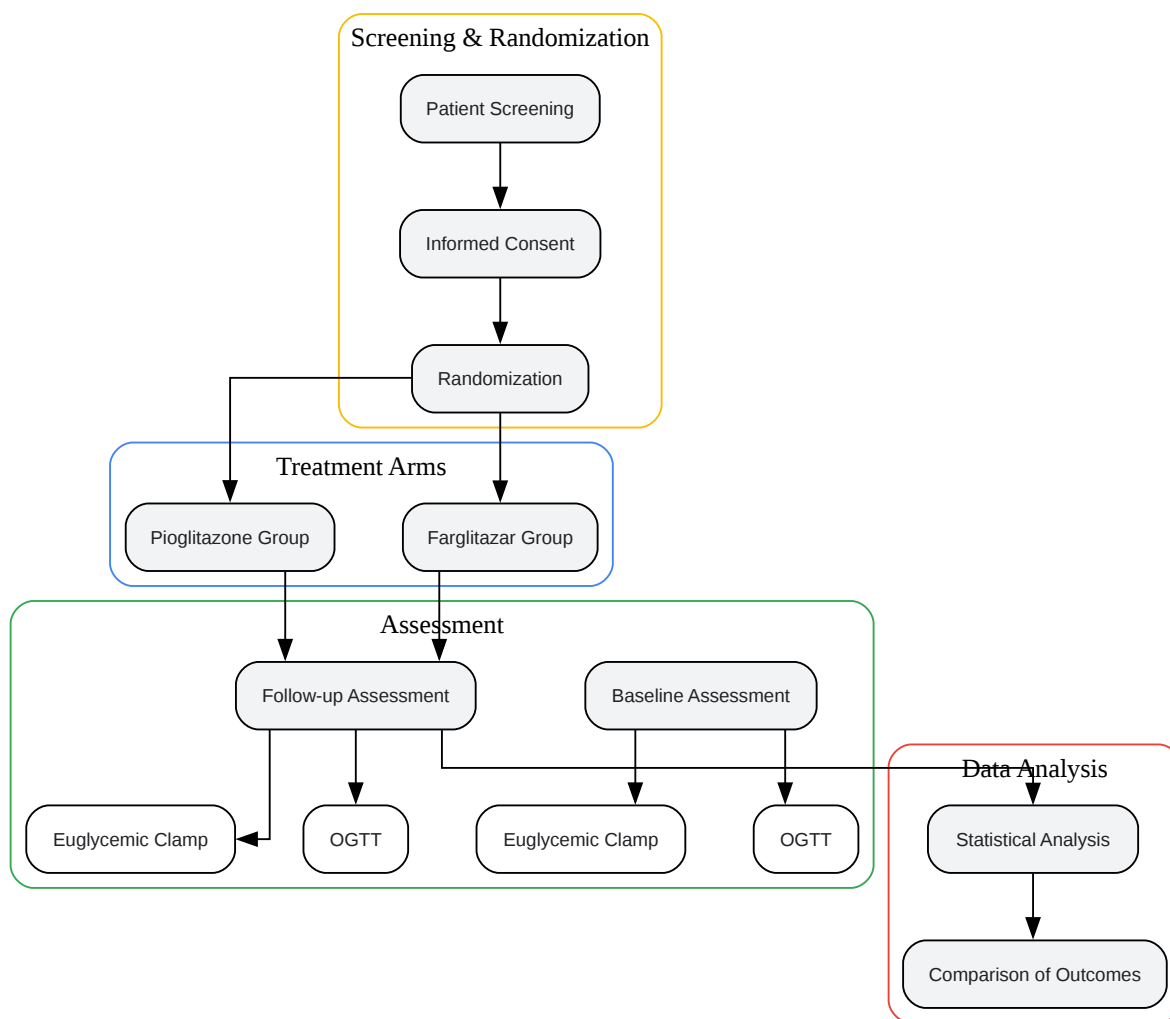 Screening & Randomization
Patient Screening
Informed Consent
Randomization
Treatment Arms
Pioglitazone Group
Farglitazar Group
Assessment
Follow-up Assessment
Baseline Assessment
Data Analysis
Euglycemic Clamp
OGTT
Euglycemic Clamp
OGTT
Statistical Analysis
Comparison of Outcomes